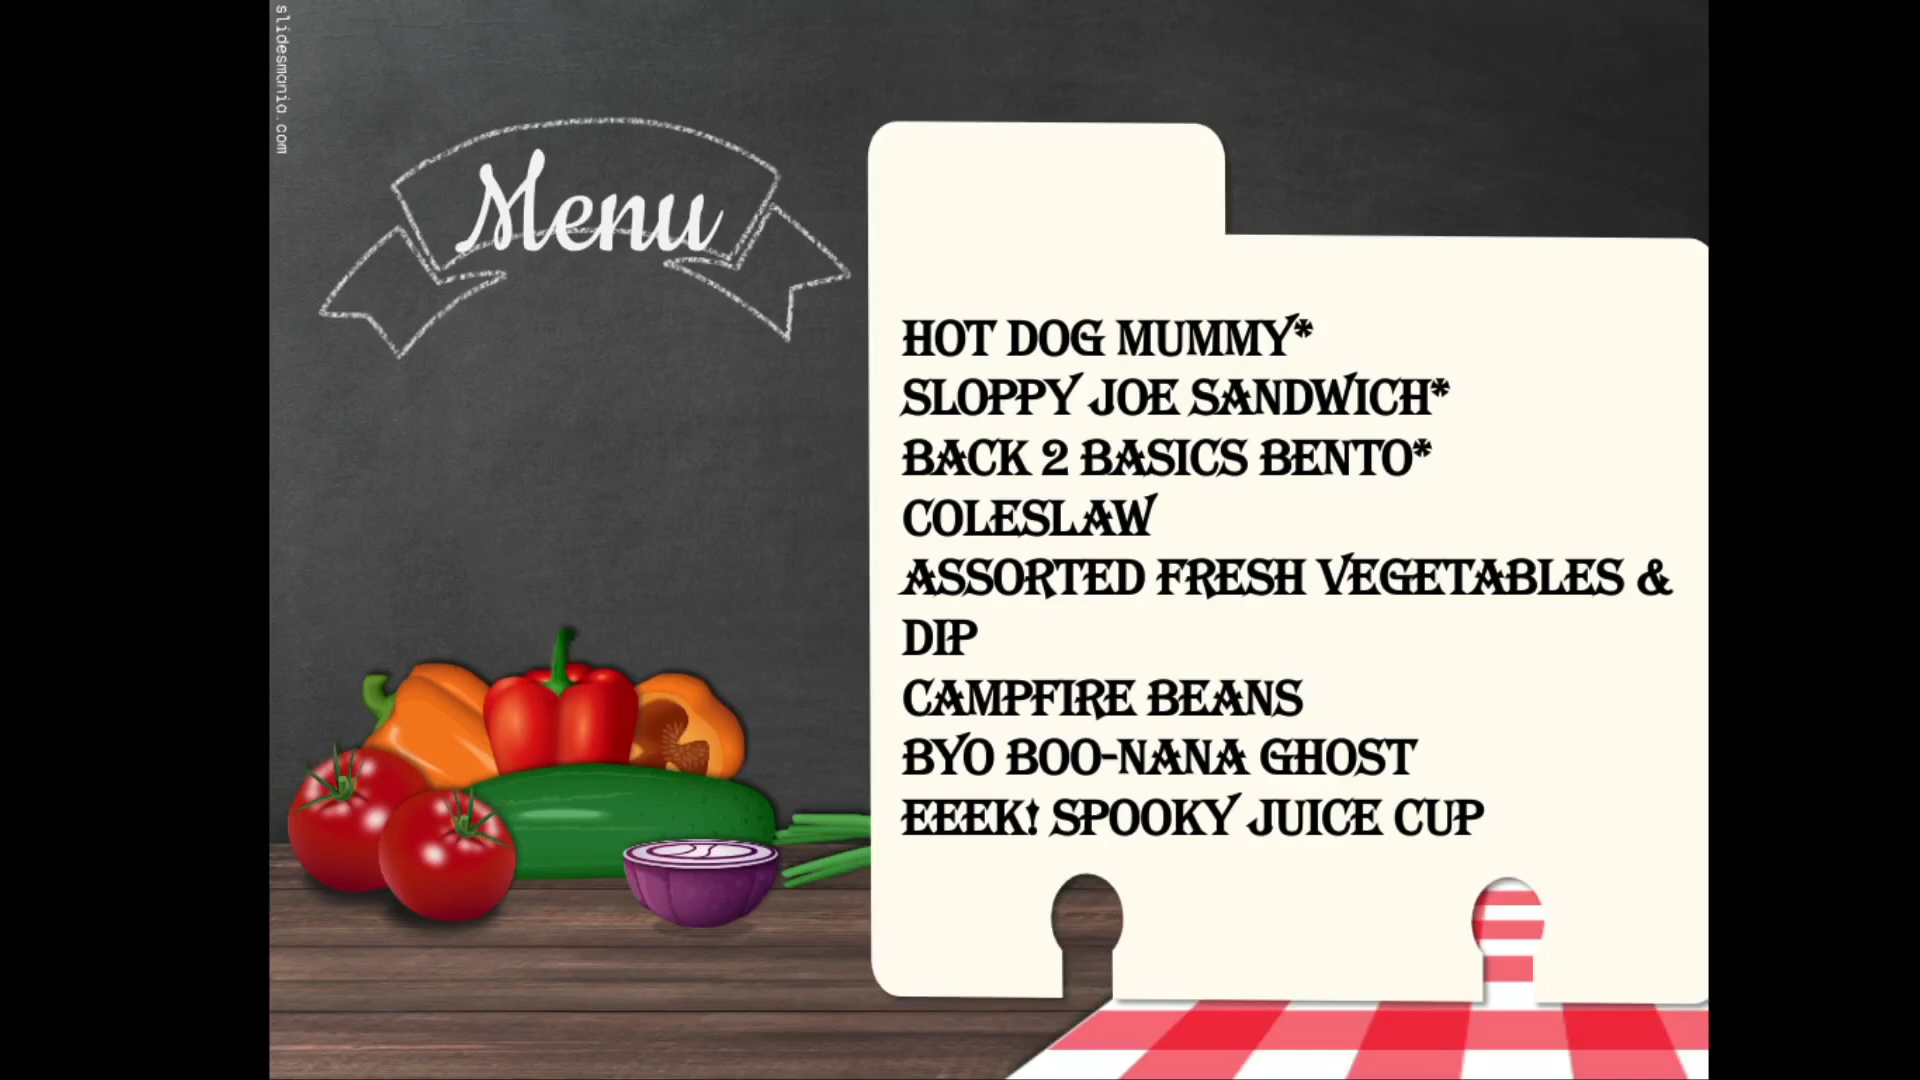 slidesmania.com
Menu
HOT DOG MUMMY*
SLOPPY JOE SANDWICH*
BACK 2 BASICS BENTO*
COLESLAW
ASSORTED FRESH VEGETABLES &
DIP
CAMPFIRE BEANS
BYO BOO-NANA GHOST
EEEK! SPOOKY JUICE CUP